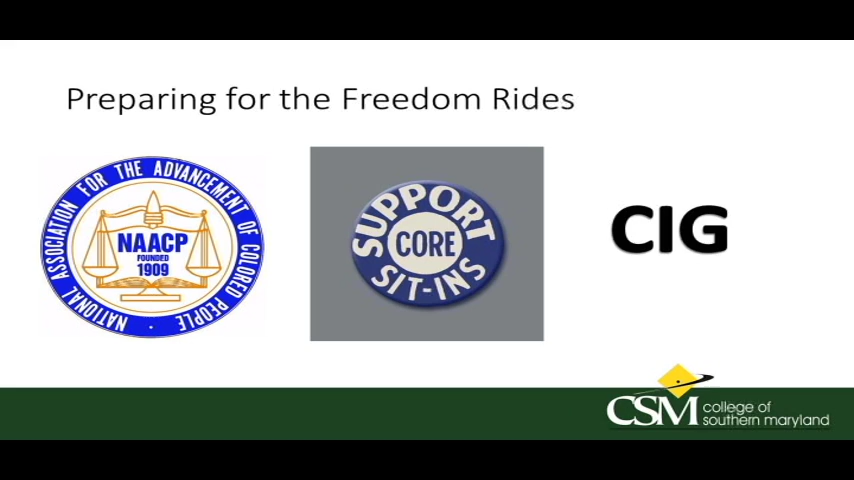 Preparing for the Freedom Rides
NATIONAL ASSOCIATION FOR THE ADVANCEMENT OF COLORED PEOPLE
NAACP
FOUNDED
1909
SUPPORT
CORE
SIT-INS
CIG
CSM college of
southern maryland